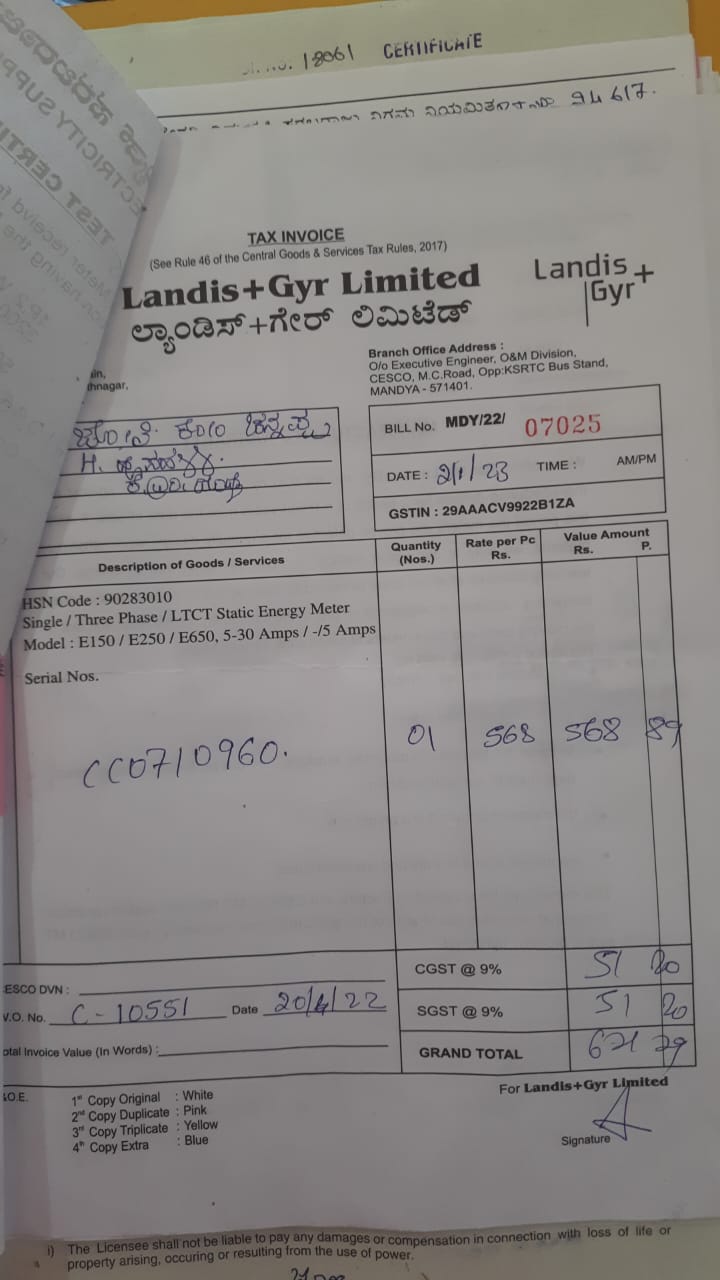 No. 18061 CERTIFICATE
94617.
TAX INVOICE
(See Rule 46 of the Central Goods & Services Tax Rules, 2017)
Landis+Gyr Limited
ಲ್ಯಾಂಡಿಸ್+ಗೇರ್ ಲಿಮಿಟೆಡ್
Landis
Gyr+
thnagar,
Branch Office Address :
O/o Executive Engineer, O&M Division,
CESCO, M.C.Road, Opp:KSRTC Bus Stand,
MANDYA - 571401.
BILL No. MDY/22/ 07025
DATE : 2/1/23 TIME : AM/PM
GSTIN : 29AAACV9922B1ZA
H.
Description of Goods / Services
Quantity (Nos.)
Rate per Pc Rs.
Value Amount Rs. P.
HSN Code : 90283010
Single / Three Phase / LTCT Static Energy Meter
Model : E150 / E250 / E650, 5-30 Amps / -/5 Amps
Serial Nos.
CC0710960. 01 568 568 89
CGST @ 9% 51 20
SGST @ 9% 51 20
GRAND TOTAL 671 29
ESCO DVN :
V.O. No. C-10551 Date 20/4/22
otal Invoice Value (In Words) :
&.O.E.
1st Copy Original : White
2nd Copy Duplicate : Pink
3rd Copy Triplicate : Yellow
4th Copy Extra : Blue
For Landis+Gyr Limited
Signature
i) The Licensee shall not be liable to pay any damages or compensation in connection with loss of life or
property arising, occuring or resulting from the use of power.